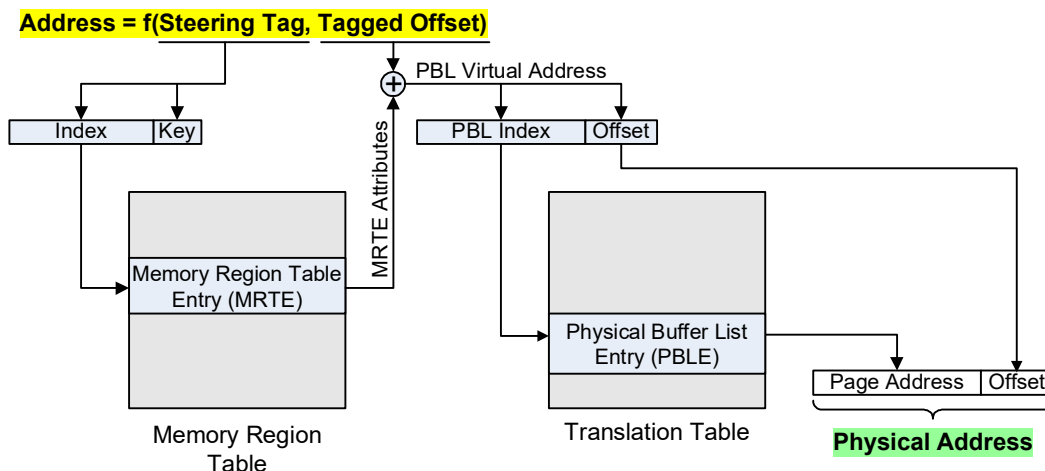 Address = f(Steering Tag, Tagged Offset)
PBL Virtual Address
Index
Key
PBL Index
Offset
MRTE Attributes
Memory Region Table
Entry (MRTE)
Physical Buffer List
Entry (PBLE)
Page Address
Offset
Memory Region
Table
Translation Table
Physical Address